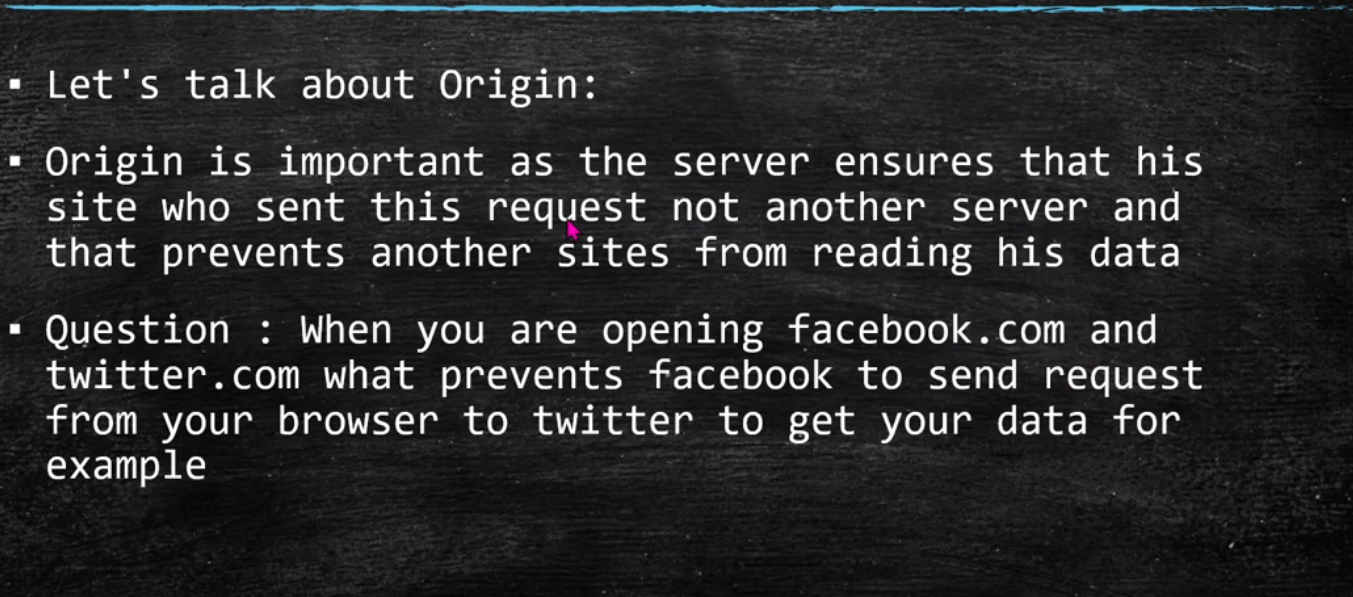 ▪ Let's talk about Origin:
▪ Origin is important as the server ensures that his
site who sent this request not another server and
that prevents another sites from reading his data
▪ Question : When you are opening facebook.com and
twitter.com what prevents facebook to send request
from your browser to twitter to get your data for
example